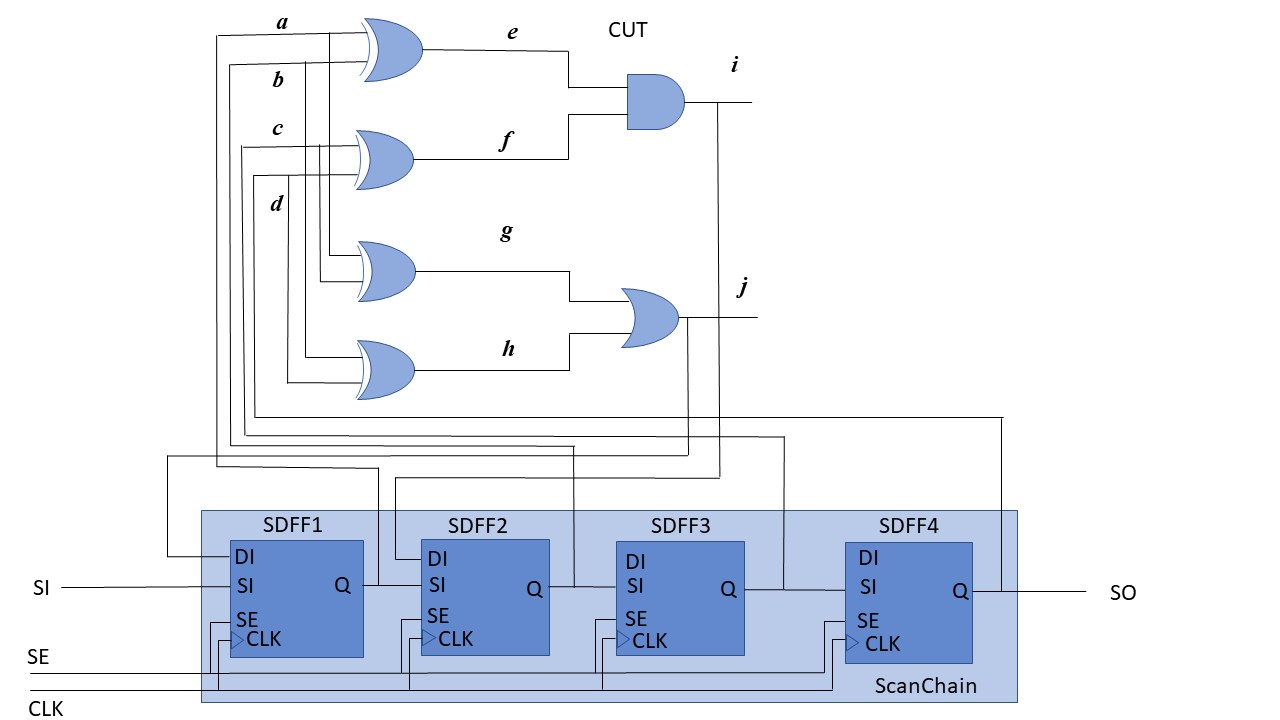 a
e
CUT
i
b
c
f
d
g
j
h
SDFF1
SDFF2
SDFF3
SDFF4
DI
SI
Q
SE
CLK
DI
SI
Q
SE
CLK
DI
SI
Q
SE
CLK
DI
SI
Q
SE
CLK
SI
SO
SE
CLK
ScanChain